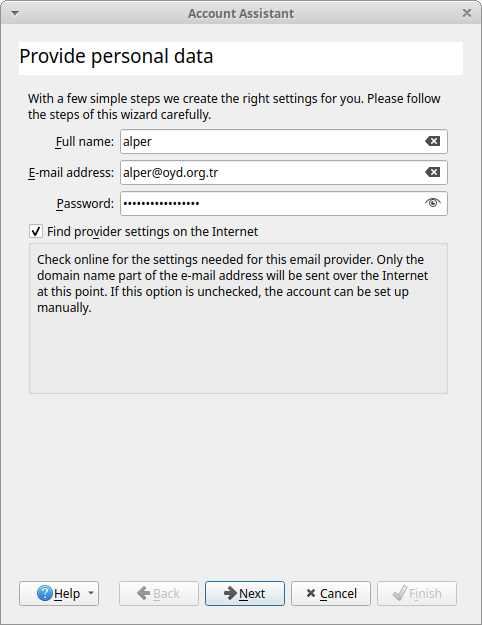 Account Assistant
Provide personal data
With a few simple steps we create the right settings for you. Please follow
the steps of this wizard carefully.
Full name: alper
E-mail address: alper@oyd.org.tr
Password: •••••••••••••••••
Find provider settings on the Internet
Check online for the settings needed for this email provider. Only the
domain name part of the e-mail address will be sent over the Internet
at this point. If this option is unchecked, the account can be set up
manually.
Help Back Next Cancel Finish